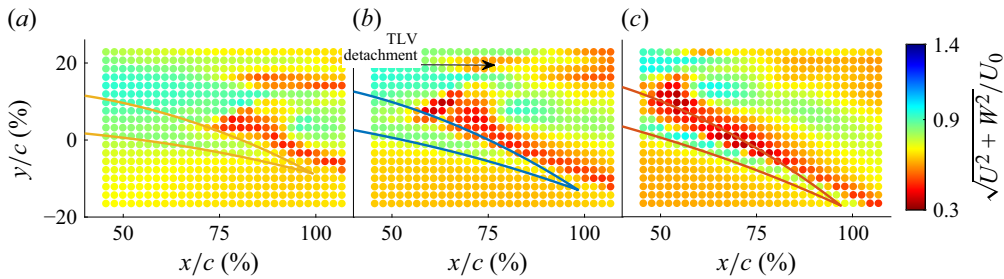 (a)
(b)
(c)
TLV
detachment
20
0
−20
y/c (%)
50
75
100
50
75
100
50
75
100
x/c (%)
x/c (%)
x/c (%)
1.4
0.9
0.3
√U² + W²/U₀